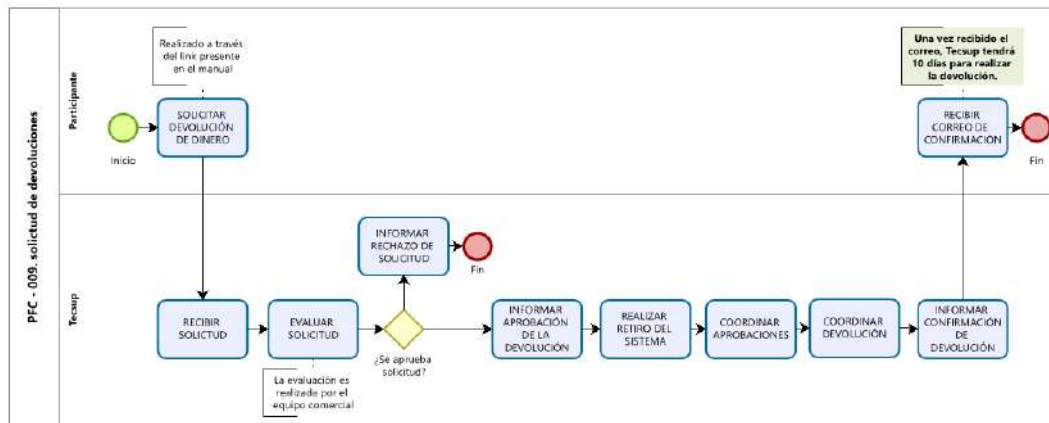 PFC - 009. solictud de devoluciones
Participante
Realizado a través
del link presente
en el manual
Inicio
SOLICITAR
DEVOLUCIÓN
DE DINERO
Una vez recibido el
correo, Tecsup tendrá
10 días para realizar
la devolución.
RECIBIR
CORREO DE
CONFIRMACIÓN
Fin
Tecsup
INFORMAR
RECHAZO DE
SOLICITUD
Fin
RECIBIR
SOLICTUD
EVALUAR
SOLICITUD
La evaluación es
realizada por el
equipo comercial
¿Se aprueba
solicitud?
INFORMAR
APROBACIÓN
DE LA
DEVOLUCIÓN
REALIZAR
RETIRO DEL
SISTEMA
COORDINAR
APROBACIONES
COORDINAR
DEVOLUCIÓN
INFORMAR
CONFIRMACIÓN
DE
DEVOLUCIÓN